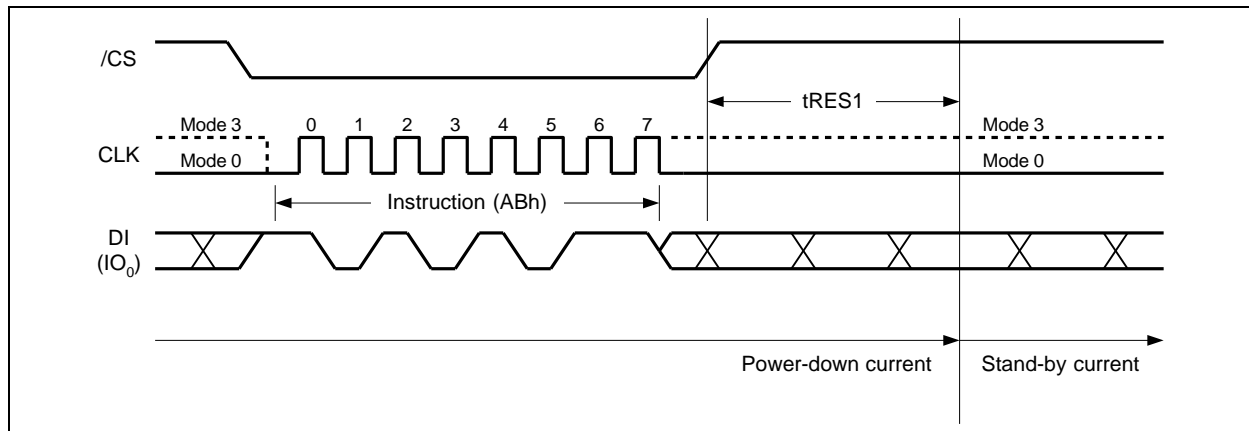 /CS
tRES1
Mode 3 0 1 2 3 4 5 6 7 Mode 3
CLK
Mode 0 Mode 0
Instruction (ABh)
DI
(IO0)
Power-down current Stand-by current